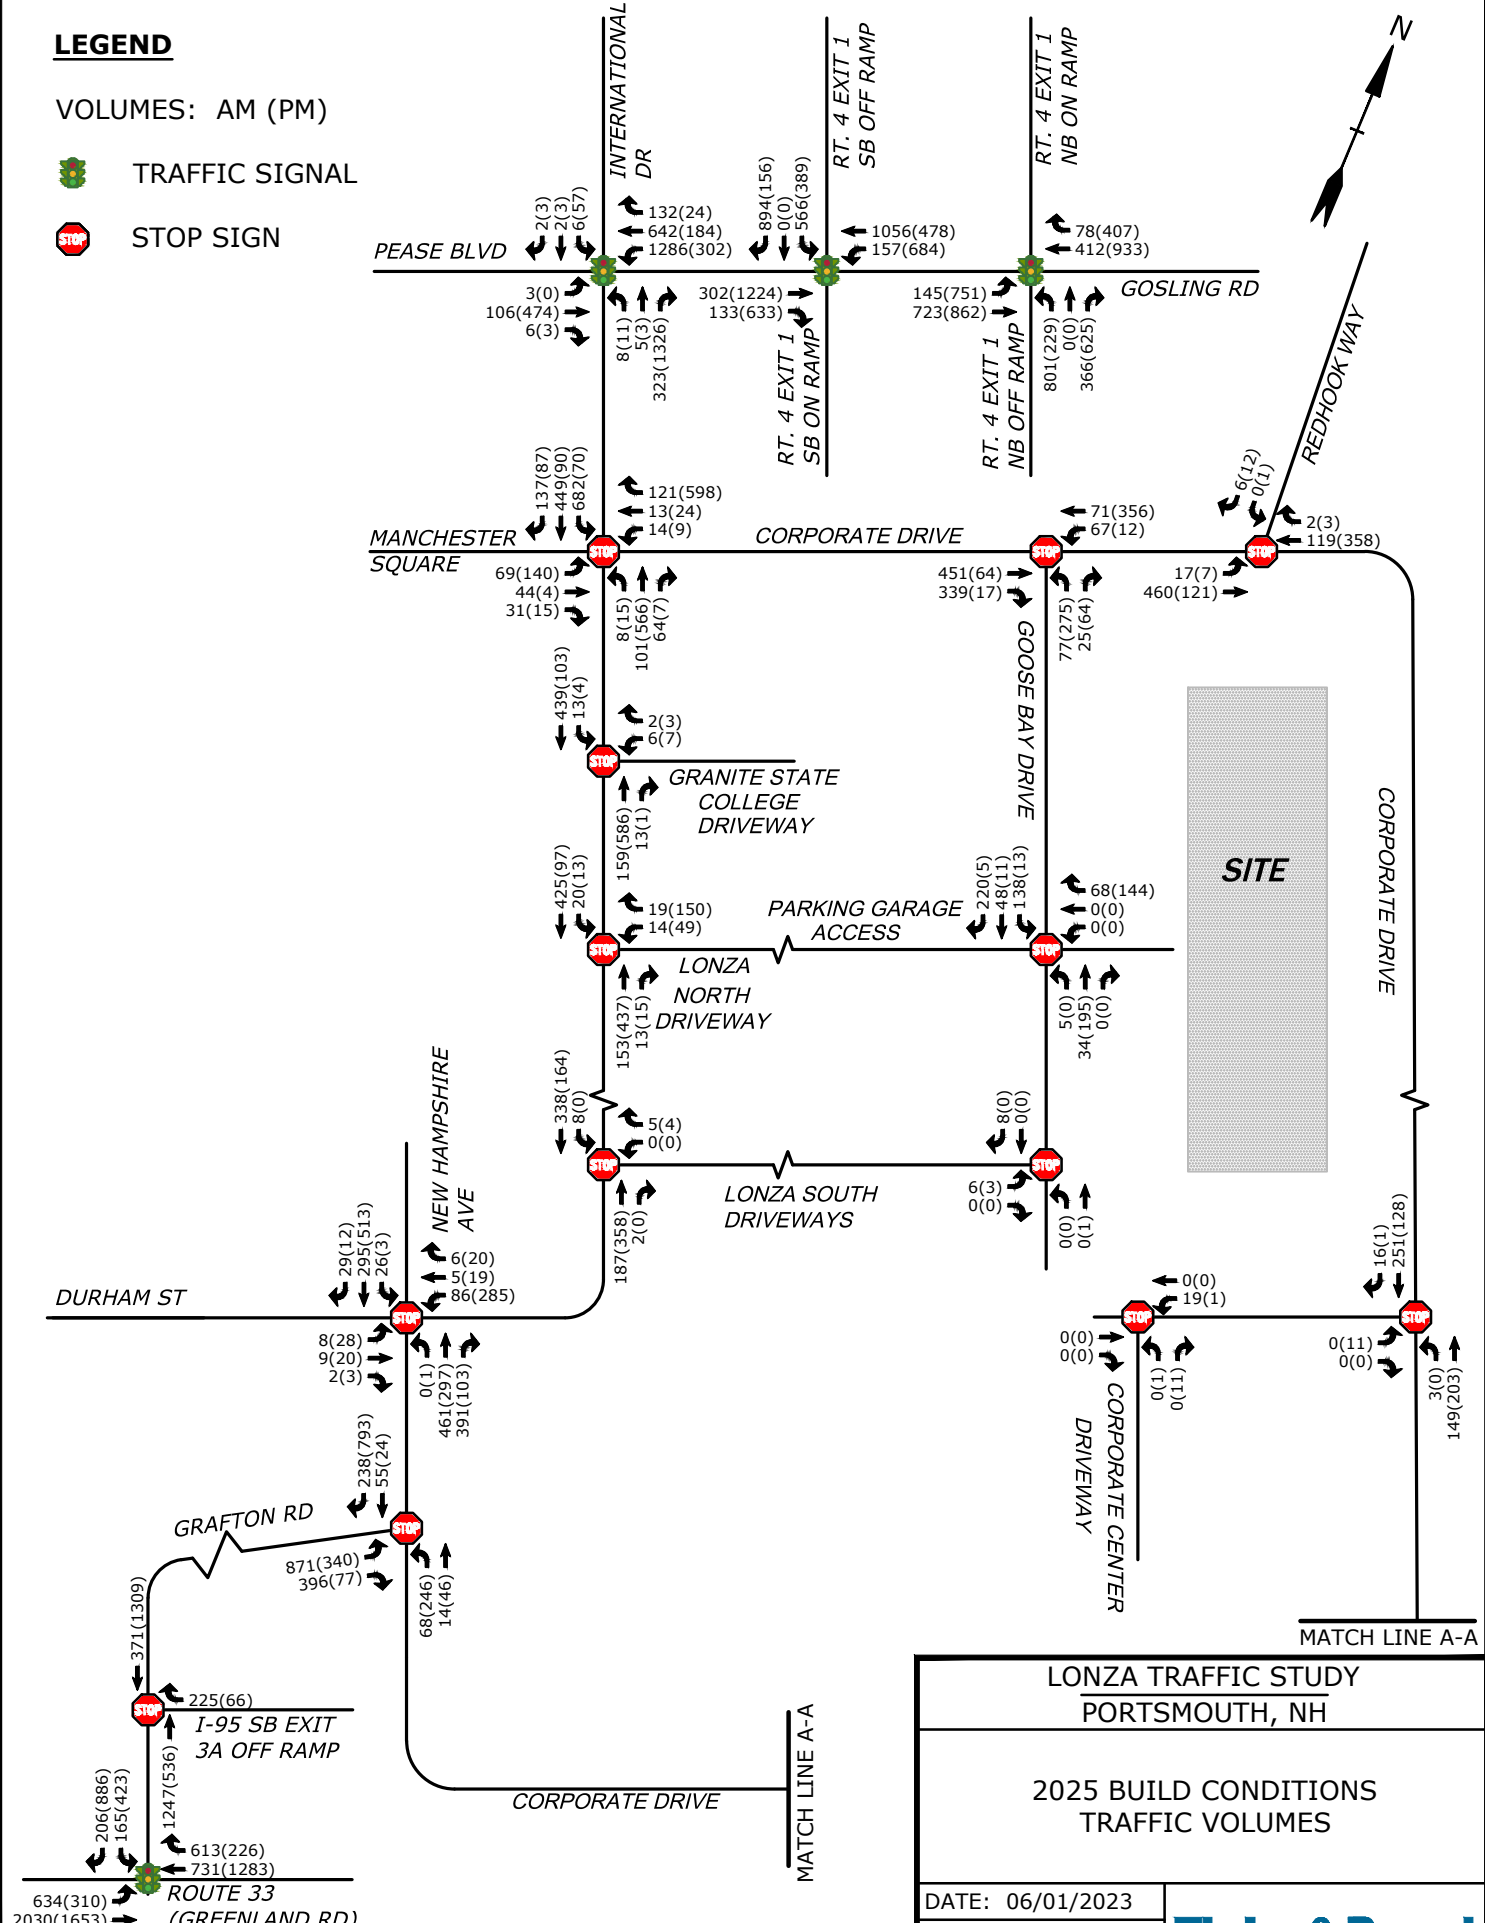 LEGEND
VOLUMES: AM (PM)
TRAFFIC SIGNAL
STOP
STOP SIGN
INTERNATIONAL
DR
RT. 4 EXIT 1
SB OFF RAMP
RT. 4 EXIT 1
NB ON RAMP
N
2(3)
2(3)
6(57)
132(24)
642(184)
1286(302)
894(156)
0(0)
566(389)
1056(478)
157(684)
78(407)
412(933)
PEASE BLVD
GOSLING RD
3(0)
106(474)
6(3)
8(11)
5(3)
323(1326)
302(1224)
133(633)
RT. 4 EXIT 1
SB ON RAMP
145(751)
723(862)
RT. 4 EXIT 1
NB OFF RAMP
801(229)
0(0)
366(625)
REDHOOK WAY
137(87)
449(90)
682(70)
121(598)
13(24)
14(9)
MANCHESTER
SQUARE
STOP
CORPORATE DRIVE
71(356)
67(12)
STOP
6(12)
0(1)
2(3)
119(358)
STOP
69(140)
44(4)
31(15)
8(15)
101(566)
64(7)
451(64)
339(17)
77(275)
25(64)
17(7)
460(121)
GOOSE BAY DRIVE
439(103)
13(4)
2(3)
6(7)
STOP
GRANITE STATE
COLLEGE
DRIVEWAY
159(586)
13(1)
SITE
CORPORATE DRIVE
425(97)
20(13)
19(150)
14(49)
PARKING GARAGE
ACCESS
220(5)
48(11)
138(13)
68(144)
0(0)
0(0)
STOP
STOP
LONZA
NORTH
DRIVEWAY
153(437)
13(15)
5(0)
34(195)
0(0)
NEW HAMPSHIRE
AVE
338(164)
8(0)
5(4)
0(0)
STOP
LONZA SOUTH
DRIVEWAYS
187(358)
2(0)
8(0)
0(0)
STOP
6(3)
0(0)
0(0)
0(1)
29(12)
295(513)
26(3)
6(20)
5(19)
86(285)
DURHAM ST
STOP
8(28)
9(20)
2(3)
0(1)
461(297)
391(103)
0(0)
19(1)
STOP
0(0)
0(0)
0(1)
0(11)
CORPORATE CENTER
DRIVEWAY
16(1)
251(128)
STOP
0(11)
0(0)
3(0)
149(203)
238(793)
55(24)
GRAFTON RD
STOP
871(340)
396(77)
68(246)
14(46)
371(1309)
STOP
225(66)
I-95 SB EXIT
3A OFF RAMP
1247(536)
206(886)
165(423)
613(226)
731(1283)
634(310)
2030(1653)
ROUTE 33
(GREENLAND RD)
CORPORATE DRIVE
MATCH LINE A-A
MATCH LINE A-A
LONZA TRAFFIC STUDY
PORTSMOUTH, NH
2025 BUILD CONDITIONS
TRAFFIC VOLUMES
DATE: 06/01/2023